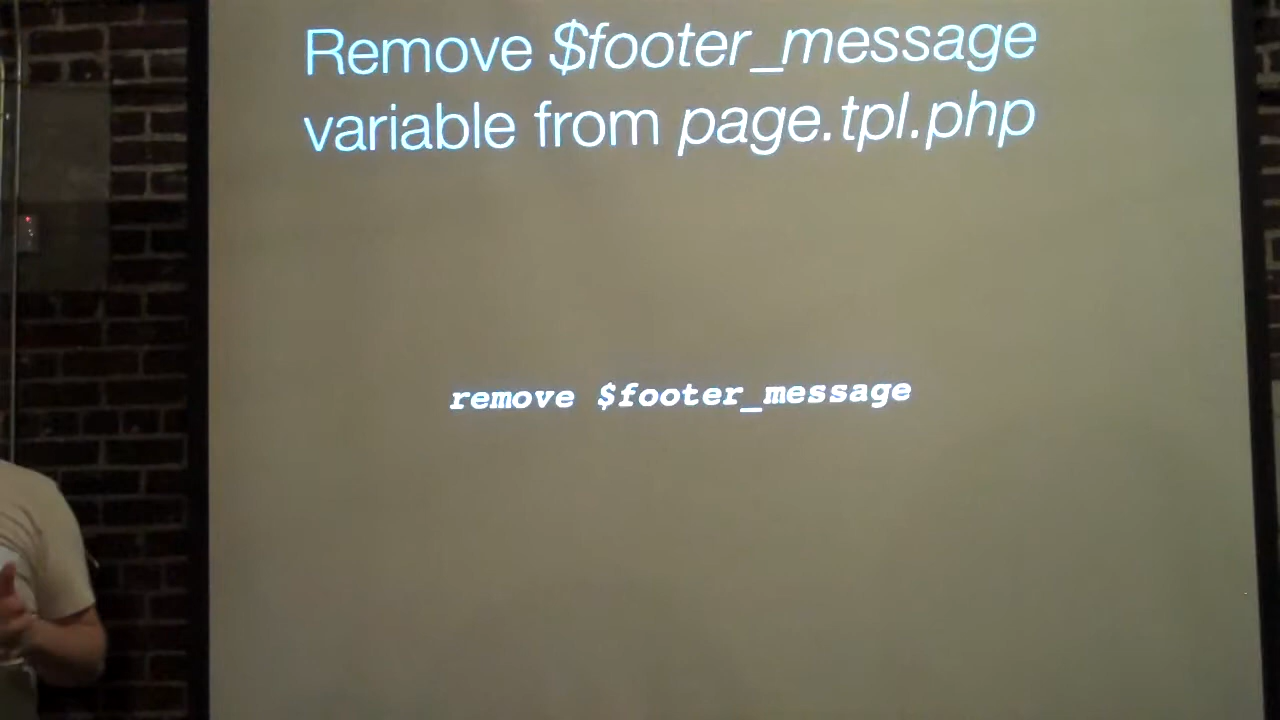 Remove $footer_message
variable from page.tpl.php
remove $footer_message